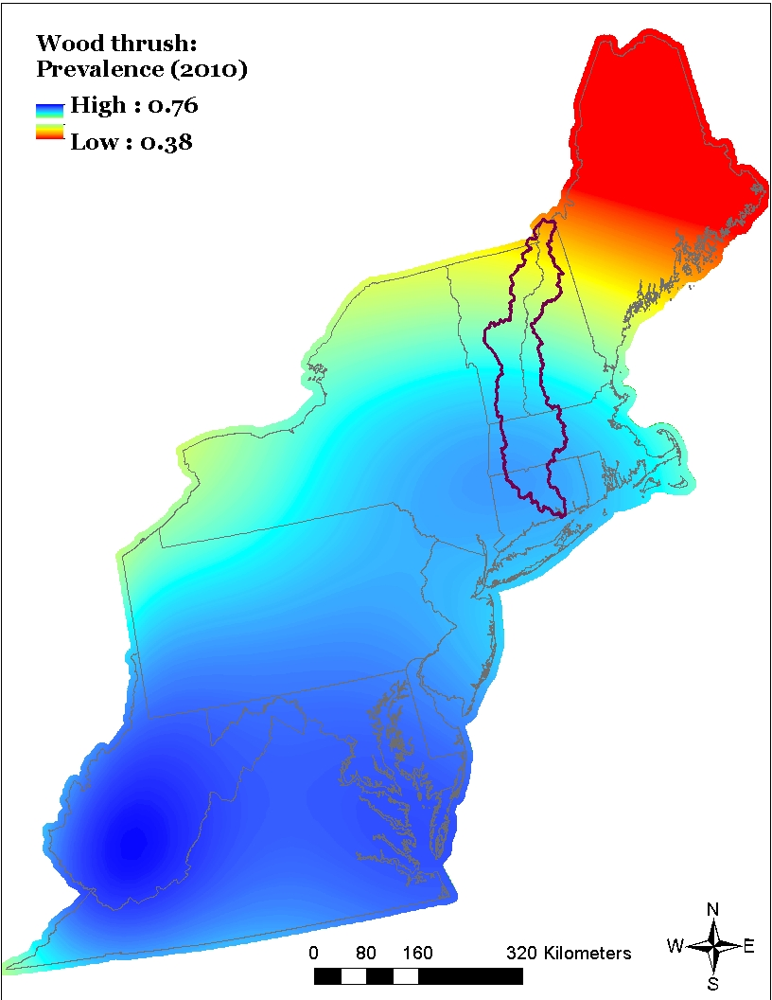 Wood thrush:
Prevalence (2010)
High : 0.76
Low : 0.38
0 80 160 320 Kilometers
N
W E
S